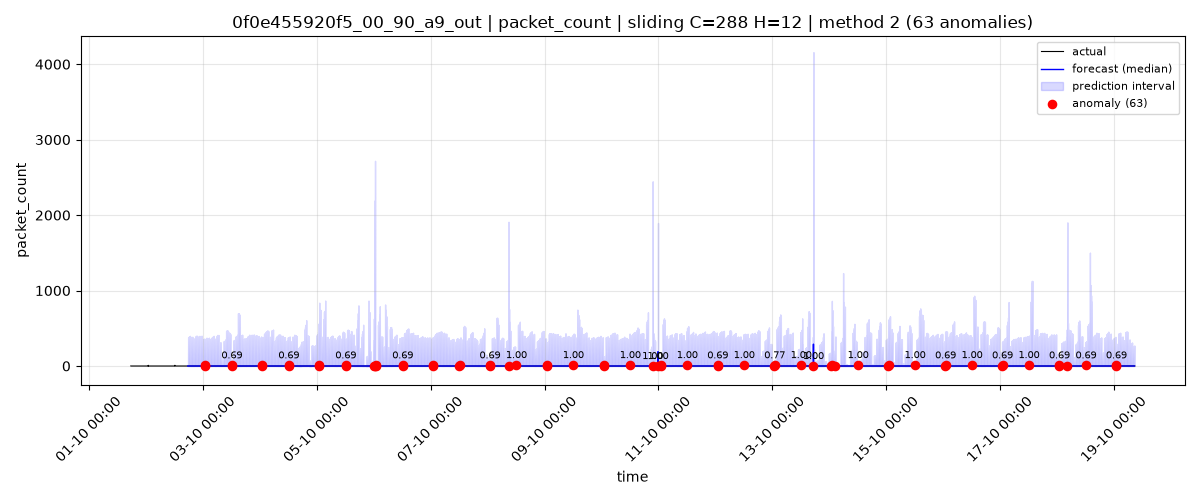 0f0e455920f5_00_90_a9_out | packet_count | sliding C=288 H=12 | method 2 (63 anomalies)
actual
forecast (median)
prediction interval
anomaly (63)
packet_count
4000
3000
2000
1000
0
0.69 0.69 0.69 0.69 0.69 1.00 1.00 1.00 1.00 0.69 1.00 0.77 1.00 1.00 0.69 1.00 0.69 1.00 0.69 0.69 0.69
01-10 00:00
03-10 00:00
05-10 00:00
07-10 00:00
09-10 00:00
11-10 00:00
13-10 00:00
15-10 00:00
17-10 00:00
19-10 00:00
time